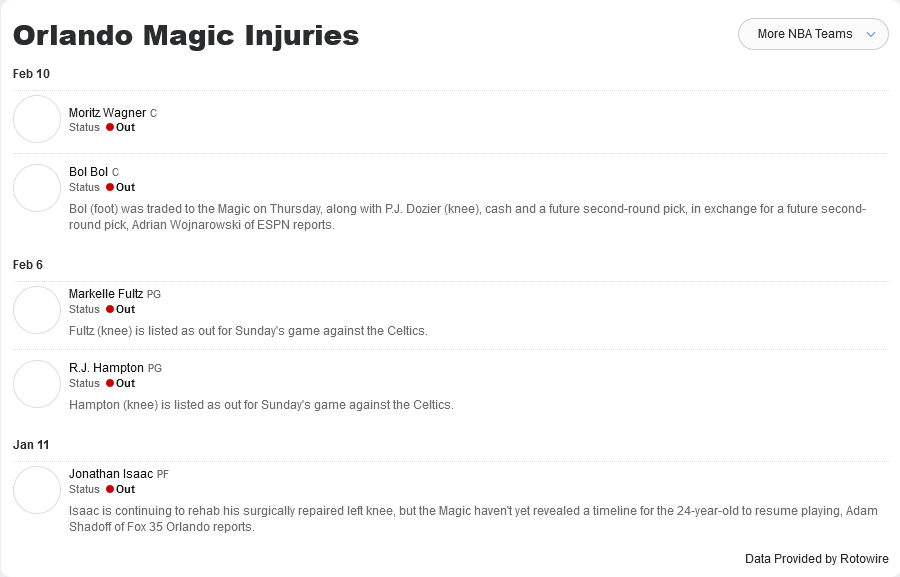 Orlando Magic Injuries
More NBA Teams
Feb 10
Moritz Wagner C
Status Out
Bol Bol C
Status Out
Bol (foot) was traded to the Magic on Thursday, along with P.J. Dozier (knee), cash and a future second-round pick, in exchange for a future second-
round pick, Adrian Wojnarowski of ESPN reports.
Feb 6
Markelle Fultz PG
Status Out
Fultz (knee) is listed as out for Sunday's game against the Celtics.
R.J. Hampton PG
Status Out
Hampton (knee) is listed as out for Sunday's game against the Celtics.
Jan 11
Jonathan Isaac PF
Status Out
Isaac is continuing to rehab his surgically repaired left knee, but the Magic haven't yet revealed a timeline for the 24-year-old to resume playing, Adam
Shadoff of Fox 35 Orlando reports.
Data Provided by Rotowire